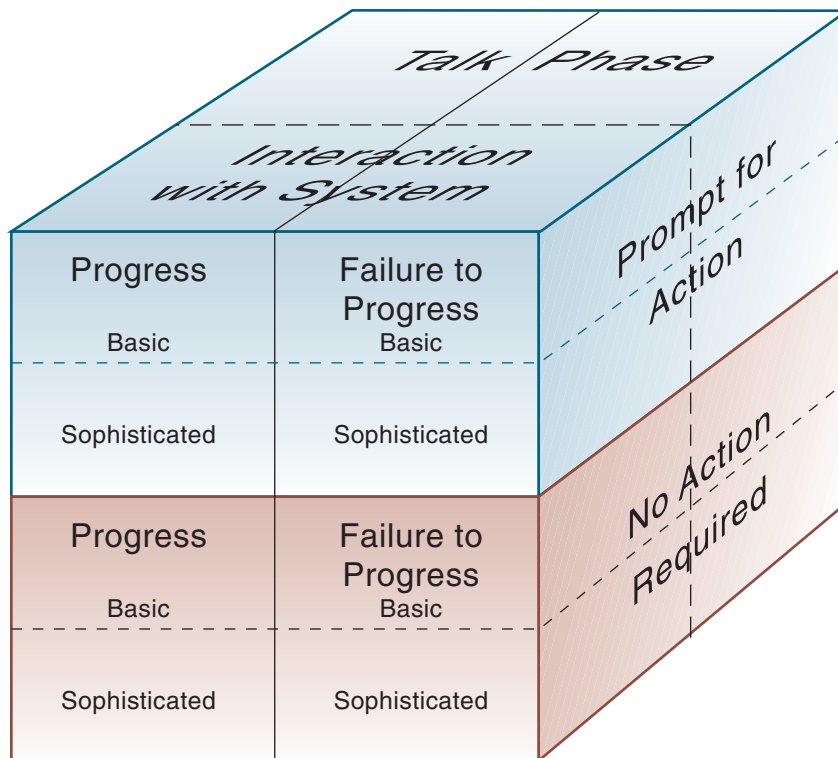 Talk Phase
Interaction
with System
Progress
Failure to
Progress
Basic
Basic
Sophisticated
Sophisticated
Prompt for
Action
Progress
Failure to
Progress
Basic
Basic
Sophisticated
Sophisticated
No Action
Required